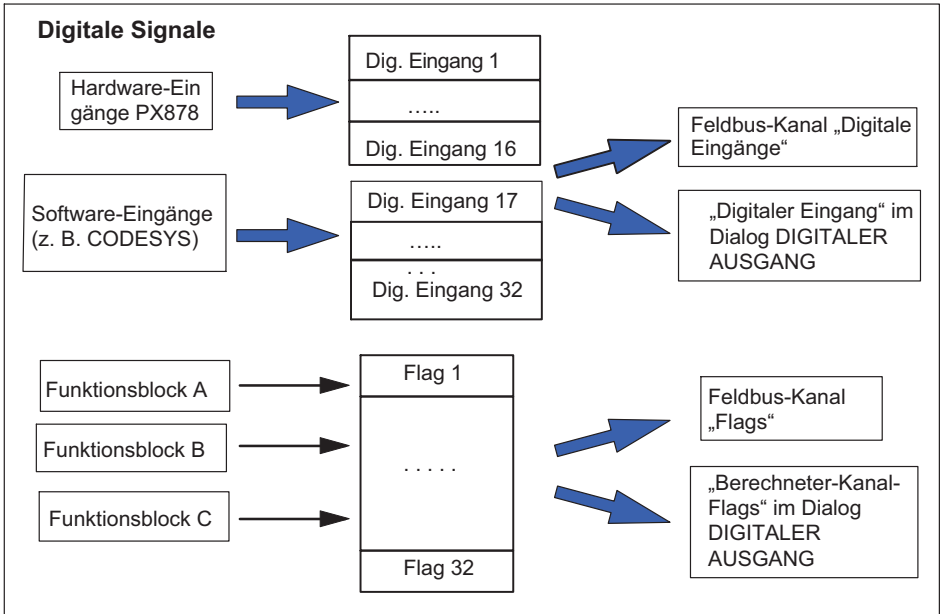 Digitale Signale
Hardware-Ein
gänge PX878
Dig. Eingang 1
.....
Dig. Eingang 16
Software-Eingänge
(z. B. CODESYS)
Dig. Eingang 17
.....
. . .
Dig. Eingang 32
Feldbus-Kanal „Digitale
Eingänge“
„Digitaler Eingang“ im
Dialog DIGITALER
AUSGANG
Funktionsblock A
Funktionsblock B
Funktionsblock C
Flag 1
. . . . .
Flag 32
Feldbus-Kanal
„Flags“
„Berechneter-Kanal-
Flags“ im Dialog
DIGITALER
AUSGANG